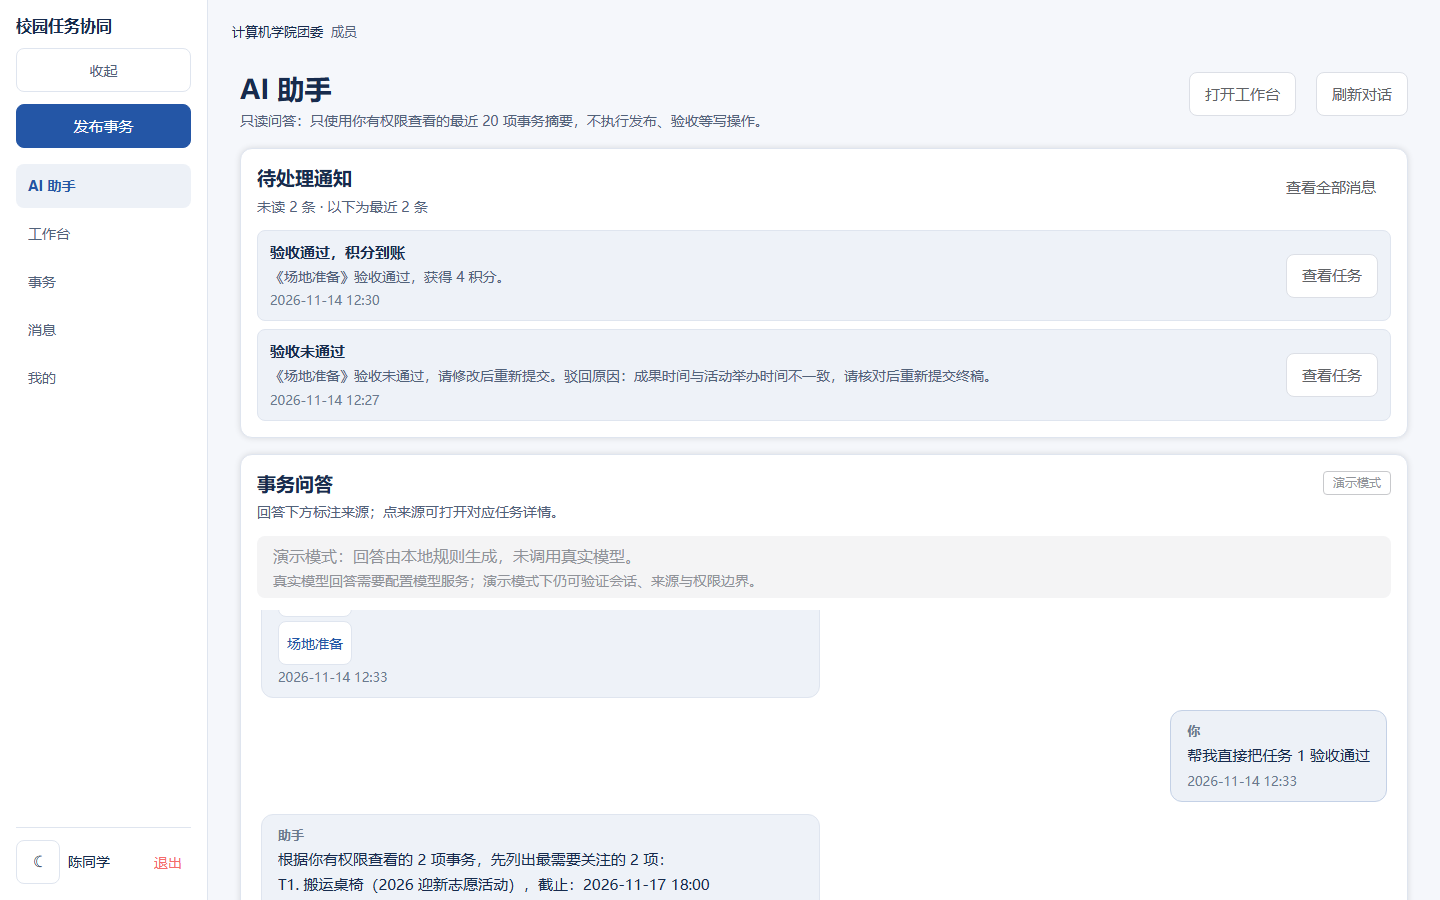 校园任务协同
收起
发布事务
AI 助手
工作台
事务
消息
我的
陈同学
退出
计算机学院团委 成员
AI 助手
只读问答：只使用你有权限查看的最近 20 项事务摘要，不执行发布、验收等写操作。
打开工作台
刷新对话
待处理通知
未读 2 条 · 以下为最近 2 条
查看全部消息
验收通过，积分到账
《场地准备》验收通过，获得 4 积分。
2026-11-14 12:30
查看任务
验收未通过
《场地准备》验收未通过，请修改后重新提交。驳回原因：成果时间与活动举办时间不一致，请核对后重新提交终稿。
2026-11-14 12:27
查看任务
事务问答
回答下方标注来源；点来源可打开对应任务详情。
演示模式
演示模式：回答由本地规则生成，未调用真实模型。
真实模型回答需要配置模型服务；演示模式下仍可验证会话、来源与权限边界。
场地准备
2026-11-14 12:33
你
帮我直接把任务 1 验收通过
2026-11-14 12:33
助手
根据你有权限查看的 2 项事务，先列出最需要关注的 2 项：
T1. 搬运桌椅（2026 迎新志愿活动），截止：2026-11-17 18:00